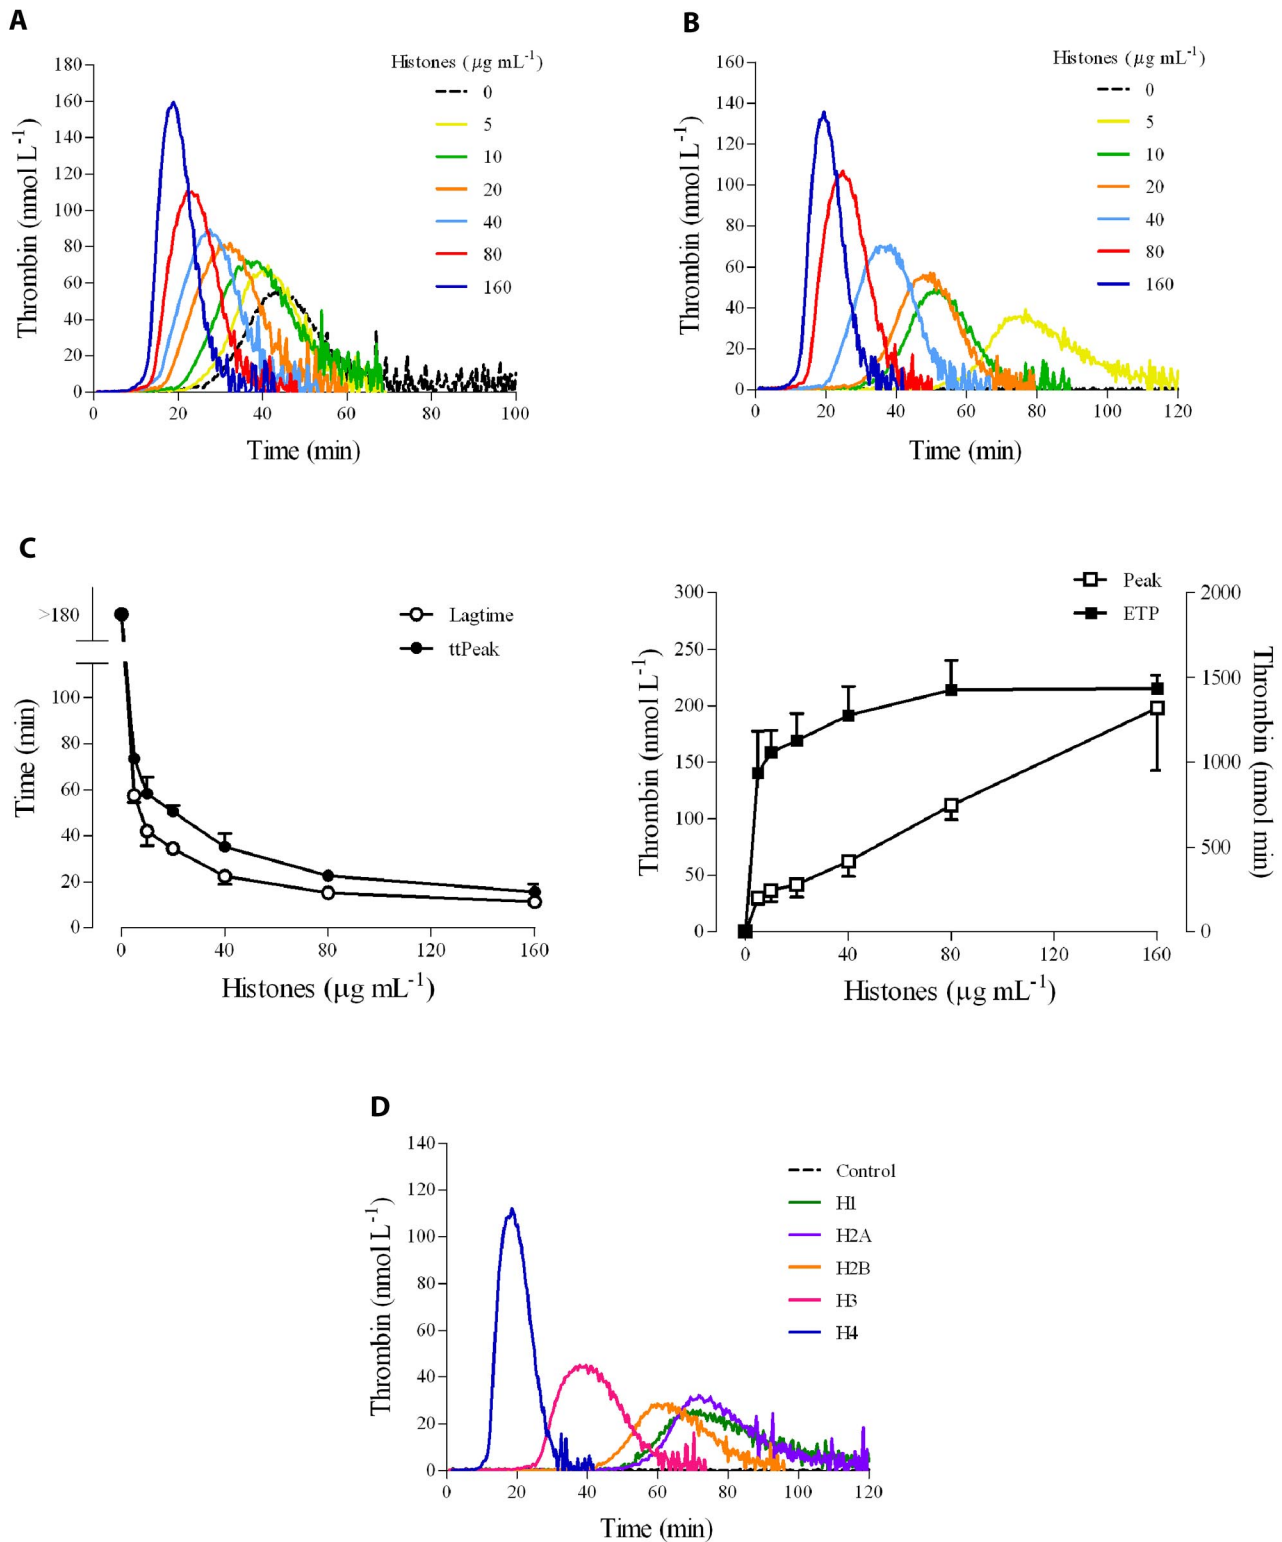 A
Thrombin (nmol L⁻¹)
180
160
140
120
100
80
60
40
20
0
0 20 40 60 80 100
Time (min)
Histones (μg mL⁻¹)
0
5
10
20
40
80
160
B
Thrombin (nmol L⁻¹)
160
140
120
100
80
60
40
20
0
0 20 40 60 80 100 120
Time (min)
Histones (μg mL⁻¹)
0
5
10
20
40
80
160
C
Time (min)
>180
100
80
60
40
20
0
0 40 80 120 160
Histones (μg mL⁻¹)
Lagtime
ttPeak
Thrombin (nmol L⁻¹)
300
250
200
150
100
50
0
0 40 80 120 160
Histones (μg mL⁻¹)
Peak
ETP
2000
1500
1000
500
0
Thrombin (nmol min)
D
Thrombin (nmol L⁻¹)
140
120
100
80
60
40
20
0
0 20 40 60 80 100 120
Time (min)
Control
H1
H2A
H2B
H3
H4